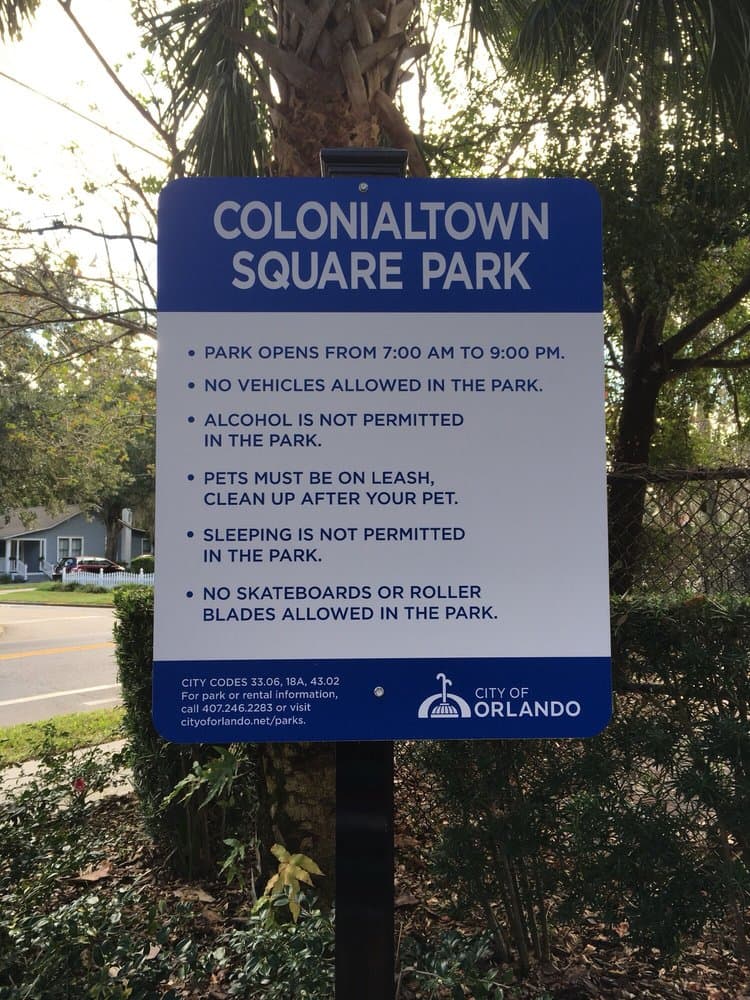 COLONIALTOWN
SQUARE PARK
• PARK OPENS FROM 7:00 AM TO 9:00 PM.
• NO VEHICLES ALLOWED IN THE PARK.
• ALCOHOL IS NOT PERMITTED
IN THE PARK.
• PETS MUST BE ON LEASH,
CLEAN UP AFTER YOUR PET.
• SLEEPING IS NOT PERMITTED
IN THE PARK.
• NO SKATEBOARDS OR ROLLER
BLADES ALLOWED IN THE PARK.
CITY CODES 33.06, 18A, 43.02
For park or rental information,
call 407.246.2283 or visit
cityoforlando.net/parks.
CITY OF
ORLANDO